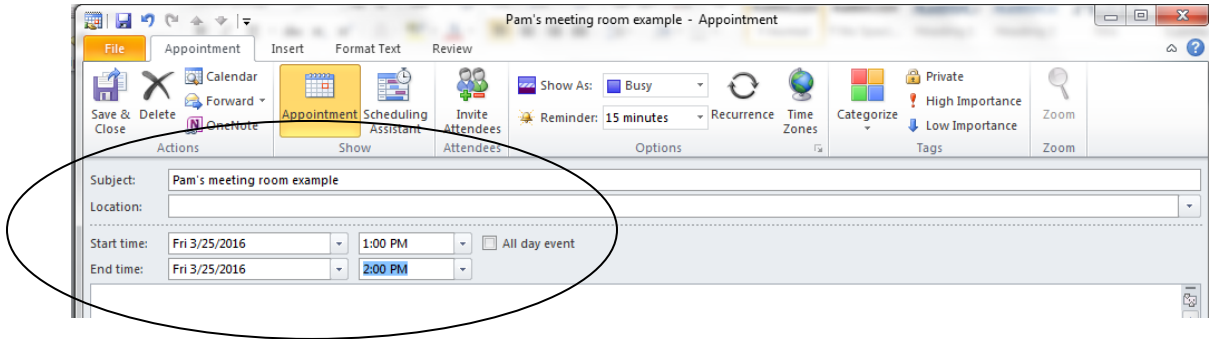 Pam's meeting room example - Appointment
File Appointment Insert Format Text Review
Save & Close
Delete
Calendar
Forward
OneNote
Actions
Appointment
Scheduling Assistant
Show
Invite Attendees
Attendees
Show As: Busy
Reminder: 15 minutes
Recurrence
Time Zones
Options
Categorize
Private
High Importance
Low Importance
Tags
Zoom
Zoom
Subject: Pam's meeting room example
Location:
Start time: Fri 3/25/2016 1:00 PM All day event
End time: Fri 3/25/2016 2:00 PM